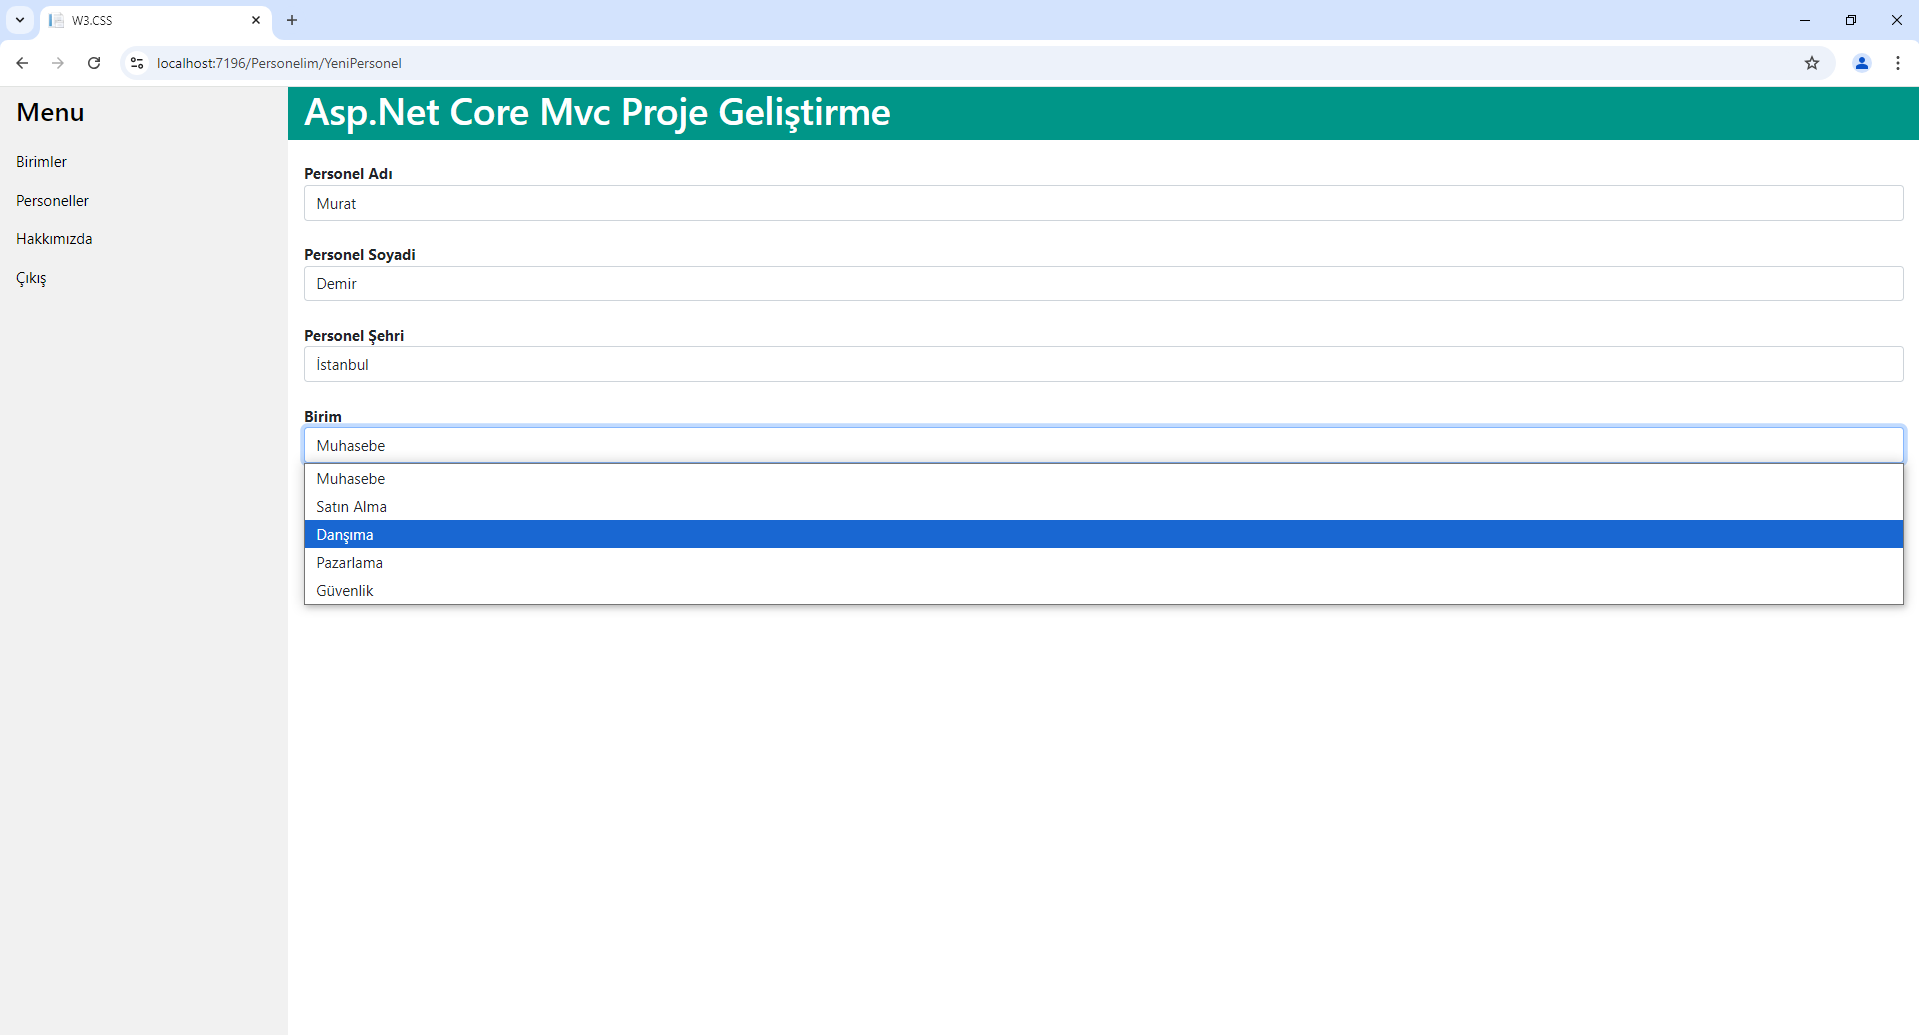 W3.CSS
localhost:7196/Personelim/YeniPersonel
Menu
Birimler
Personeller
Hakkımızda
Çıkış
Asp.Net Core Mvc Proje Geliştirme
Personel Adı
Murat
Personel Soyadi
Demir
Personel Şehri
İstanbul
Birim
Muhasebe
Muhasebe
Satın Alma
Danşıma
Pazarlama
Güvenlik